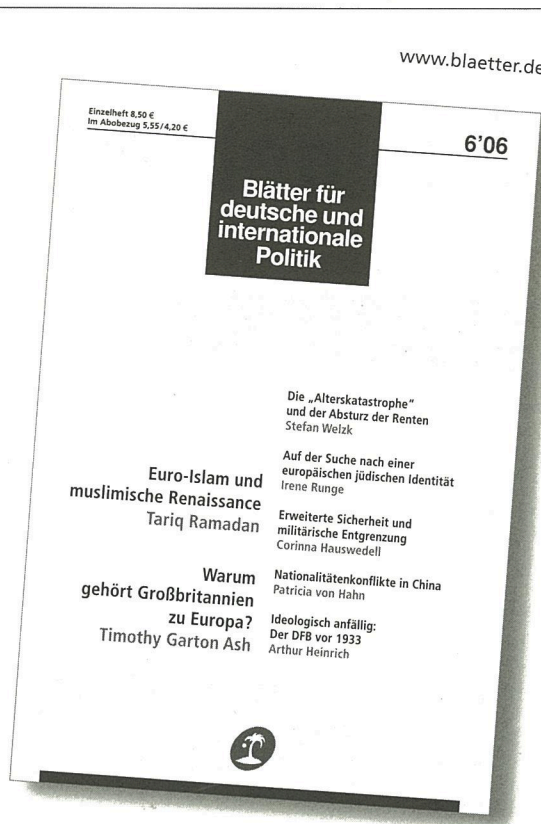 www.blaetter.de
Einzelheft 8,50 €
Im Abobezug 5,55/4,20 €
6'06
Blätter für
deutsche und
internationale
Politik
Euro-Islam und
muslimische Renaissance
Tariq Ramadan
Warum
gehört Großbritannien
zu Europa?
Timothy Garton Ash
Die „Alterskatastrophe“
und der Absturz der Renten
Stefan Welzk
Auf der Suche nach einer
europäischen jüdischen Identität
Irene Runge
Erweiterte Sicherheit und
militärische Entgrenzung
Corinna Hauswedell
Nationalitätenkonflikte in China
Patricia von Hahn
Ideologisch anfällig:
Der DFB vor 1933
Arthur Heinrich